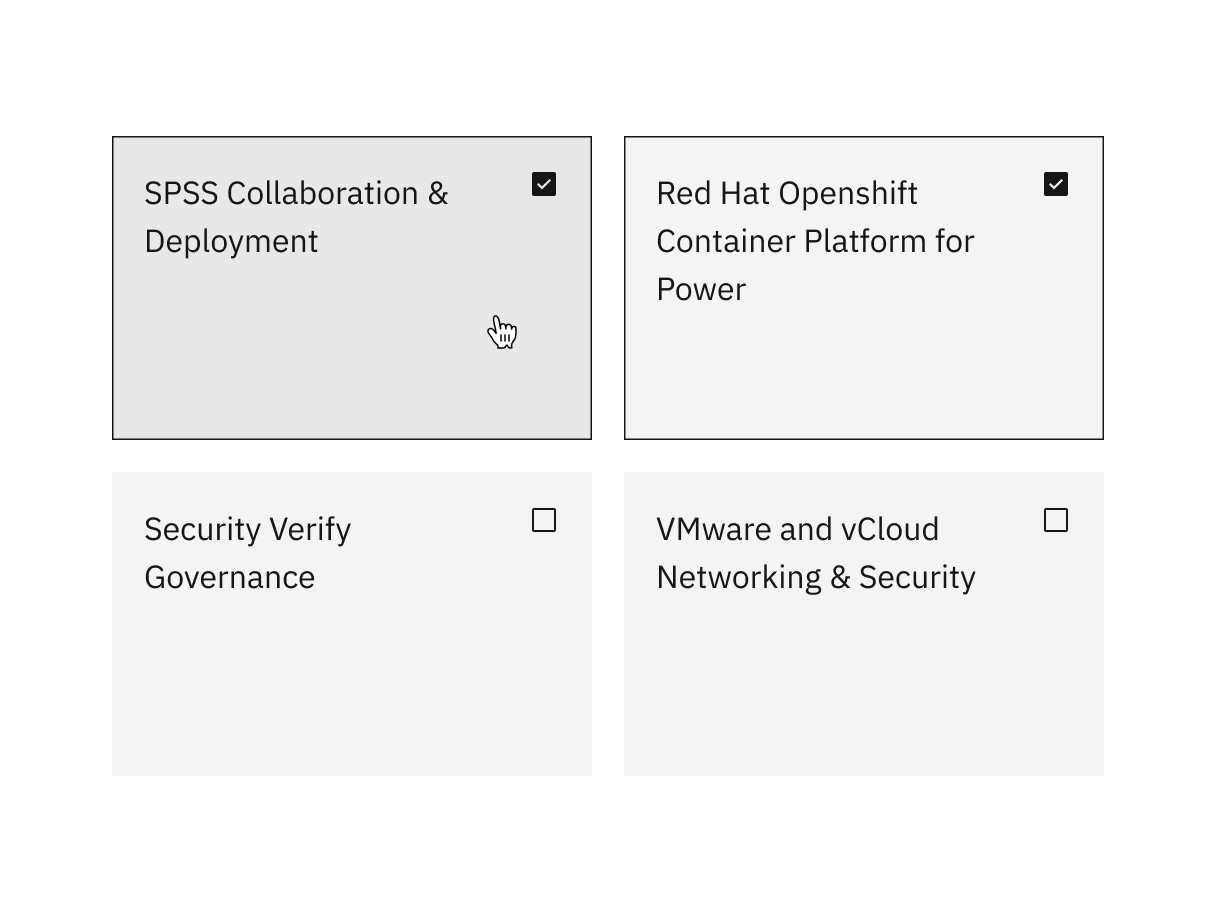 SPSS Collaboration &
Deployment
Red Hat Openshift
Container Platform for
Power
Security Verify
Governance
VMware and vCloud
Networking & Security